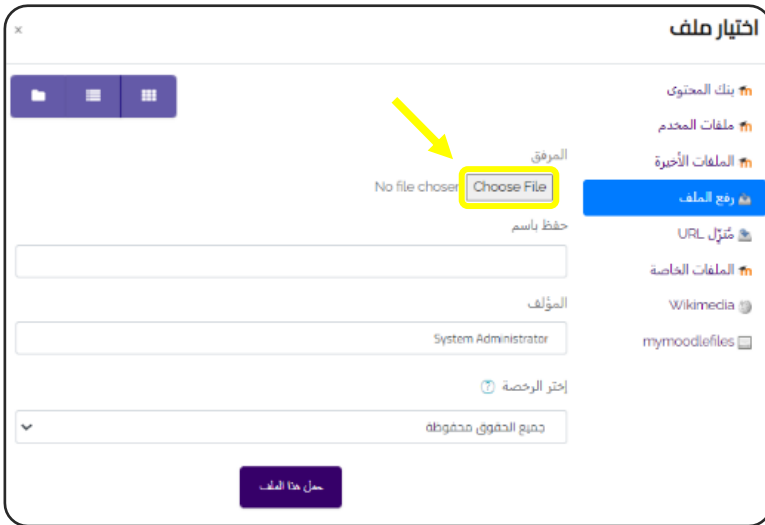 اختيار ملف
×
بنك المحتوى
ملفات المخدم
الملفات الأخيرة
رفع الملف
مُنزّل URL
الملفات الخاصة
Wikimedia
mymoodlefiles
المرفق
Choose File No file chosen
حفظ باسم
المؤلف
System Administrator
إختر الرخصة ?
جميع الحقوق محفوظة
حمل هذا الملف